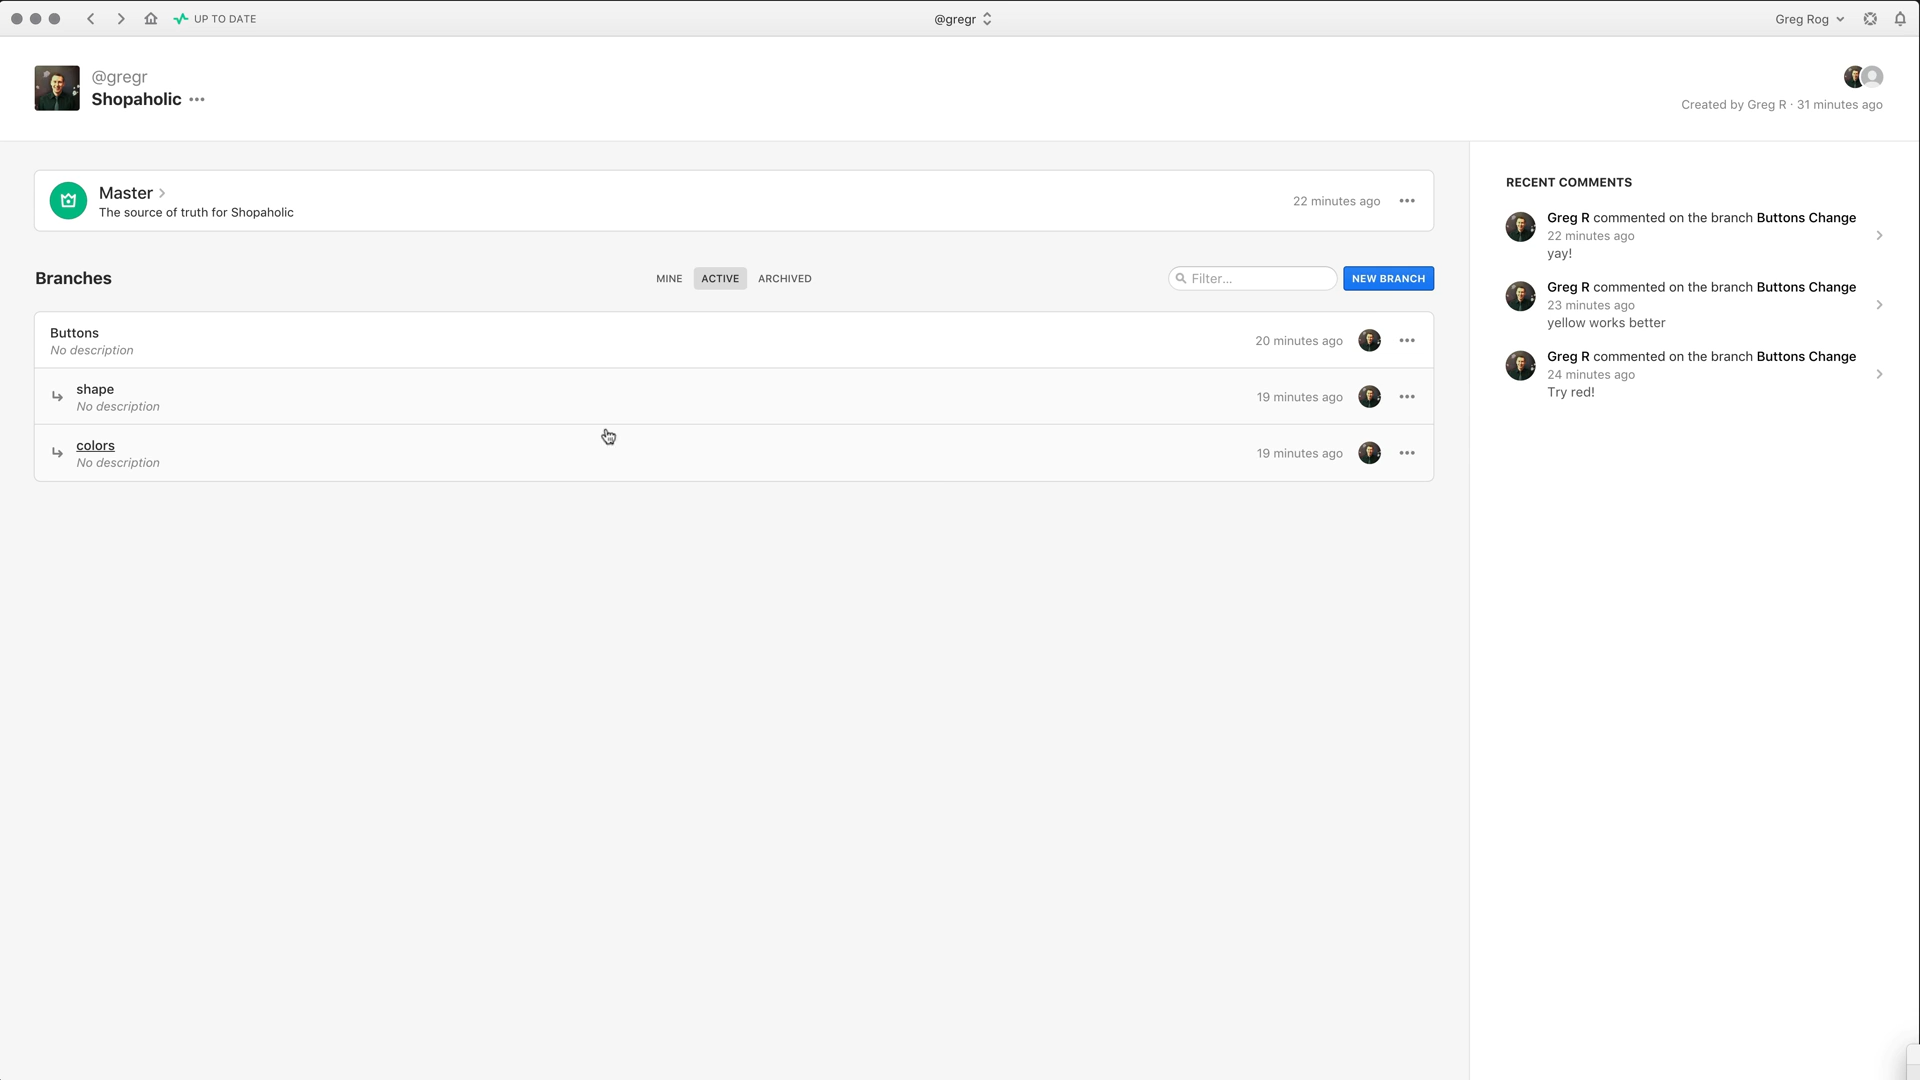 UP TO DATE
@gregr
Greg Rog
@gregr
Shopaholic
Created by Greg R · 31 minutes ago
Master
The source of truth for Shopaholic
22 minutes ago
Branches
MINE
ACTIVE
ARCHIVED
Filter...
NEW BRANCH
Buttons
No description
20 minutes ago
shape
No description
19 minutes ago
colors
No description
19 minutes ago
RECENT COMMENTS
Greg R commented on the branch Buttons Change
22 minutes ago
yay!
Greg R commented on the branch Buttons Change
23 minutes ago
yellow works better
Greg R commented on the branch Buttons Change
24 minutes ago
Try red!